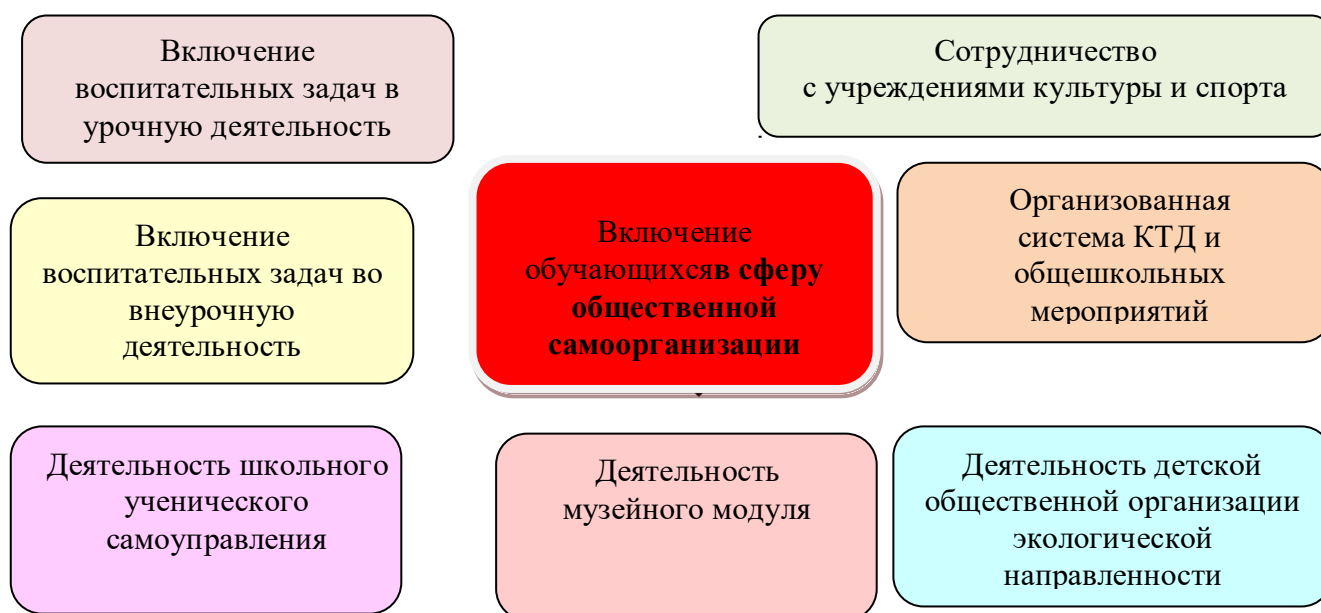 Включение
воспитательных задач в
урочную деятельность
Сотрудничество
с учреждениями культуры и спорта
Включение
воспитательных задач во
внеурочную
деятельность
Включение
обучающихсяв сферу
общественной
самоорганизации
Организованная
система КТД и
общешкольных
мероприятий
Деятельность школьного
ученического
самоуправления
Деятельность
музейного модуля
Деятельность детской
общественной организации
экологической
направленности